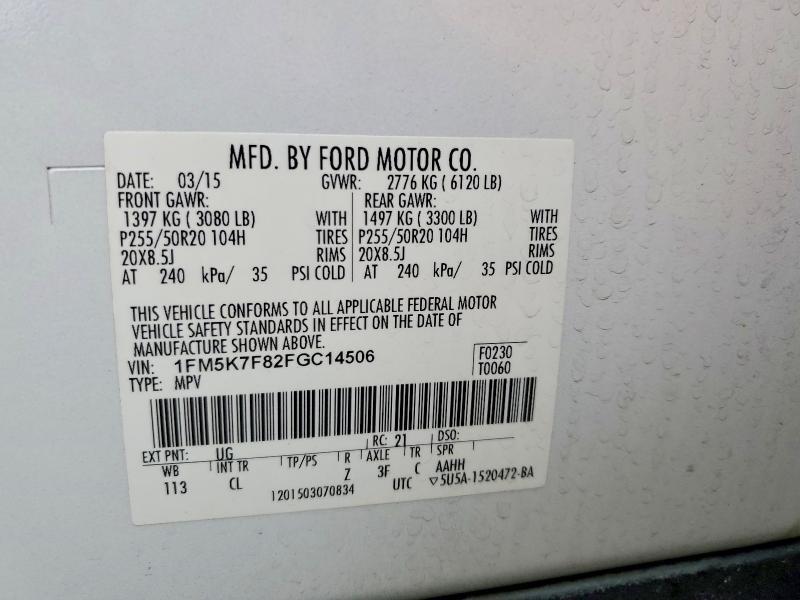 MFD. BY FORD MOTOR CO.
DATE: 03/15 GVWR: 2776 KG ( 6120 LB)
FRONT GAWR: REAR GAWR:
1397 KG ( 3080 LB) WITH 1497 KG ( 3300 LB) WITH
P255/50R20 104H TIRES P255/50R20 104H TIRES
20X8.5J RIMS 20X8.5J RIMS
AT 240 kPa/ 35 PSI COLD AT 240 kPa/ 35 PSI COLD
THIS VEHICLE CONFORMS TO ALL APPLICABLE FEDERAL MOTOR
VEHICLE SAFETY STANDARDS IN EFFECT ON THE DATE OF
MANUFACTURE SHOWN ABOVE.
VIN: 1FM5K7F82FGC14506 F0230
TYPE: MPV T0060
EXT PNT: UG RC: 21 DSO:
WB INT TR TP/PS R AXLE TR SPR
113 CL Z 3F C AAHH
1201503070834 UTC ▽5U5A-1520472-BA